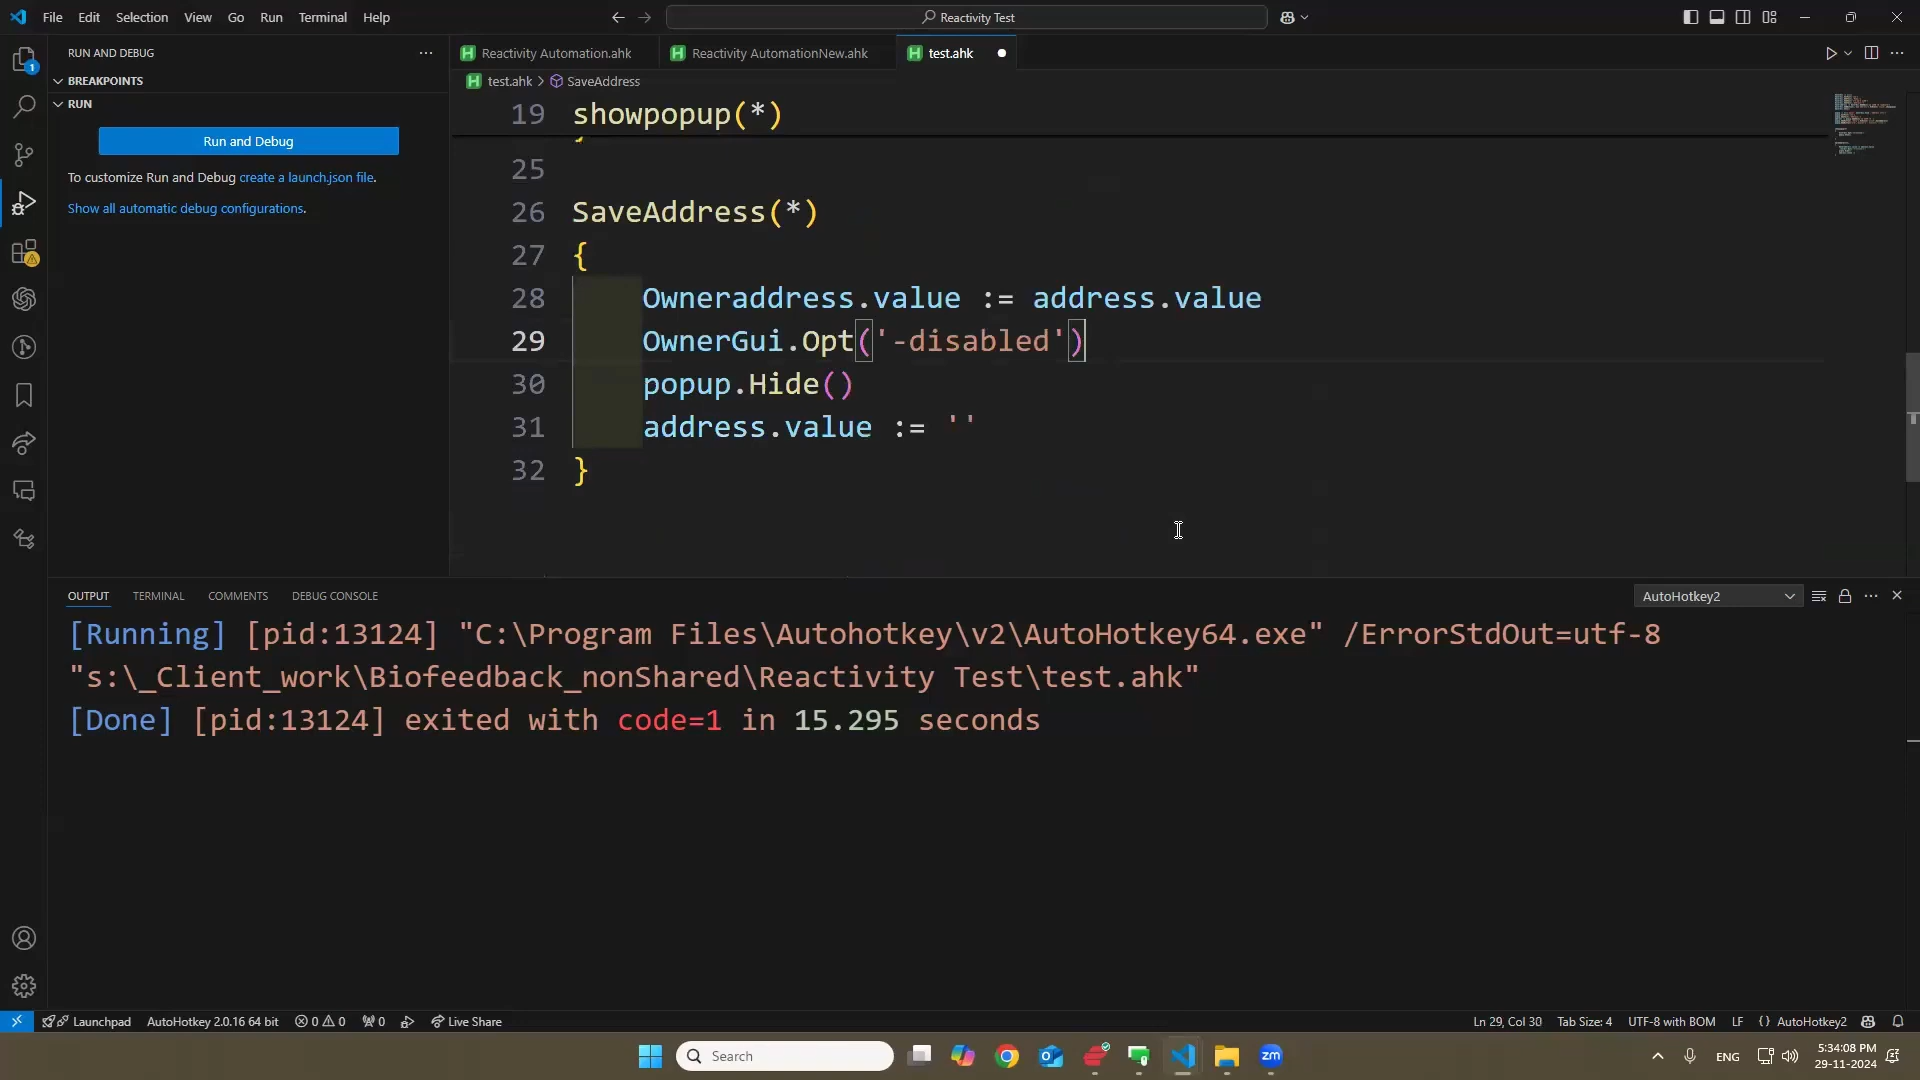 File Edit Selection View Go Run Terminal Help
Reactivity Test
RUN AND DEBUG
BREAKPOINTS
RUN
Run and Debug
To customize Run and Debug create a launch.json file.
Show all automatic debug configurations.
1
Reactivity Automation.ahk Reactivity AutomationNew.ahk test.ahk
test.ahk > SaveAddress
19 showpopup(*)
25
26 SaveAddress(*)
27 {
28 Owneraddress.value := address.value
29 OwnerGui.Opt('-disabled')
30 popup.Hide()
31 address.value := ''
32 }
OUTPUT TERMINAL COMMENTS DEBUG CONSOLE
AutoHotkey2
[Running] [pid:13124] "C:\Program Files\Autohotkey\v2\AutoHotkey64.exe" /ErrorStdOut=utf-8
"s:\_Client_work\Biofeedback_nonShared\Reactivity Test\test.ahk"
[Done] [pid:13124] exited with code=1 in 15.295 seconds
Launchpad AutoHotkey 2.0.16 64 bit 0 0 0 Live Share
Ln 29, Col 30 Tab Size: 4 UTF-8 with BOM LF {} AutoHotkey2
Search
zm
ENG
5:34:08 PM
29-11-2024